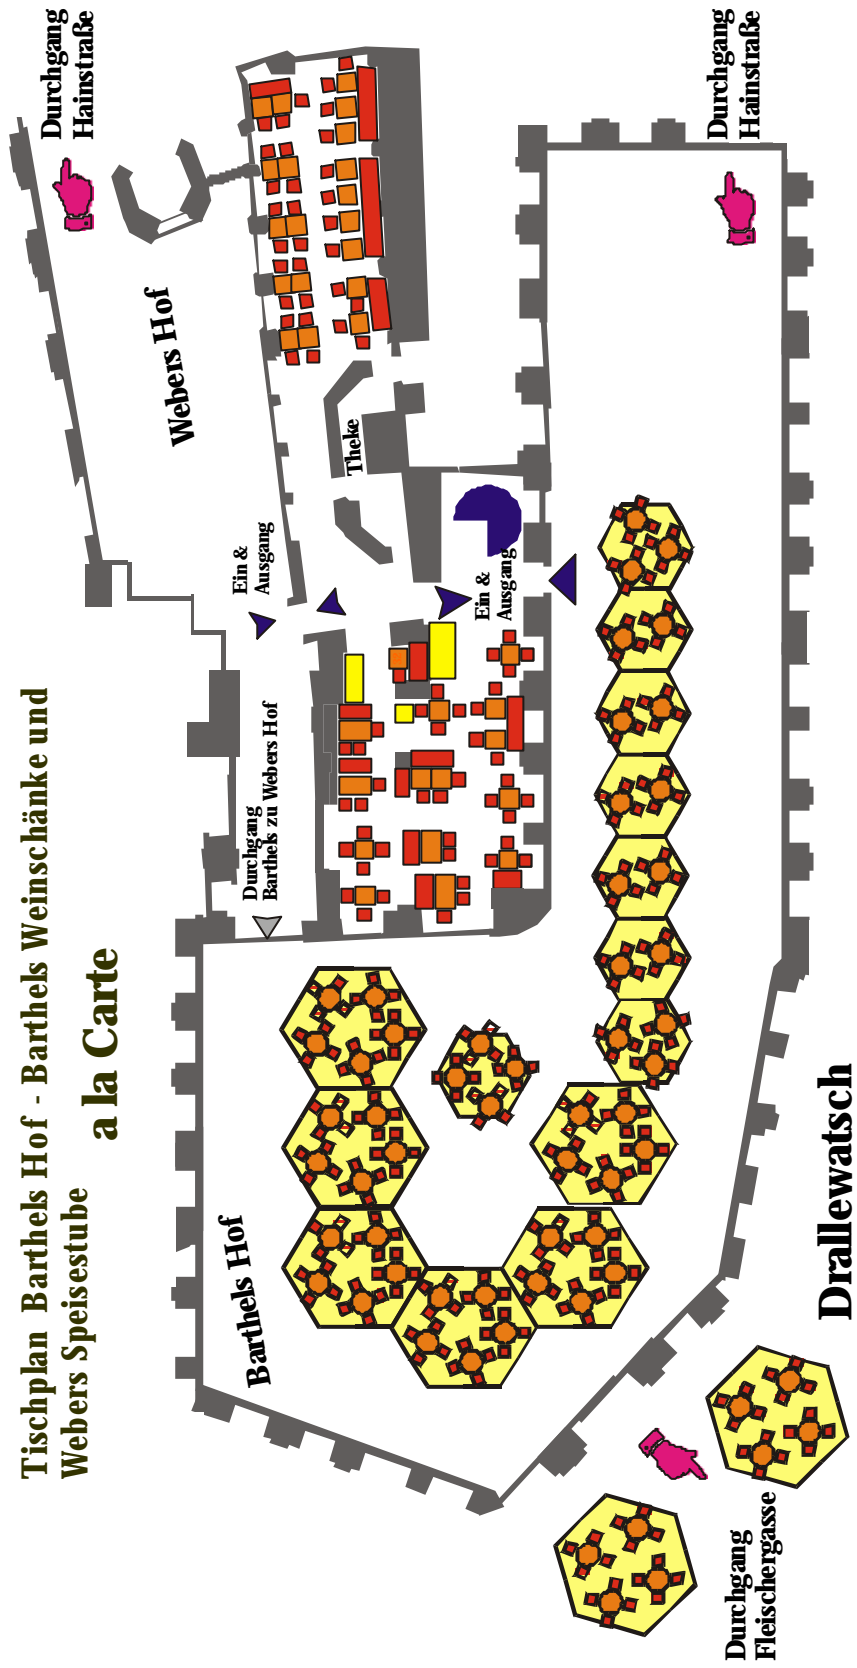 Tischplan Barthels Hof - Barthels Weinschänke und
Webers Speisestube
a la Carte
Durchgang
Hainstraße
Webers Hof
Theke
Ein &
Ausgang
Ein &
Ausgang
Durchgang
Barthels zu Webers Hof
Durchgang
Hainstraße
Barthels Hof
Drallewatsch
Durchgang
Fleischergasse